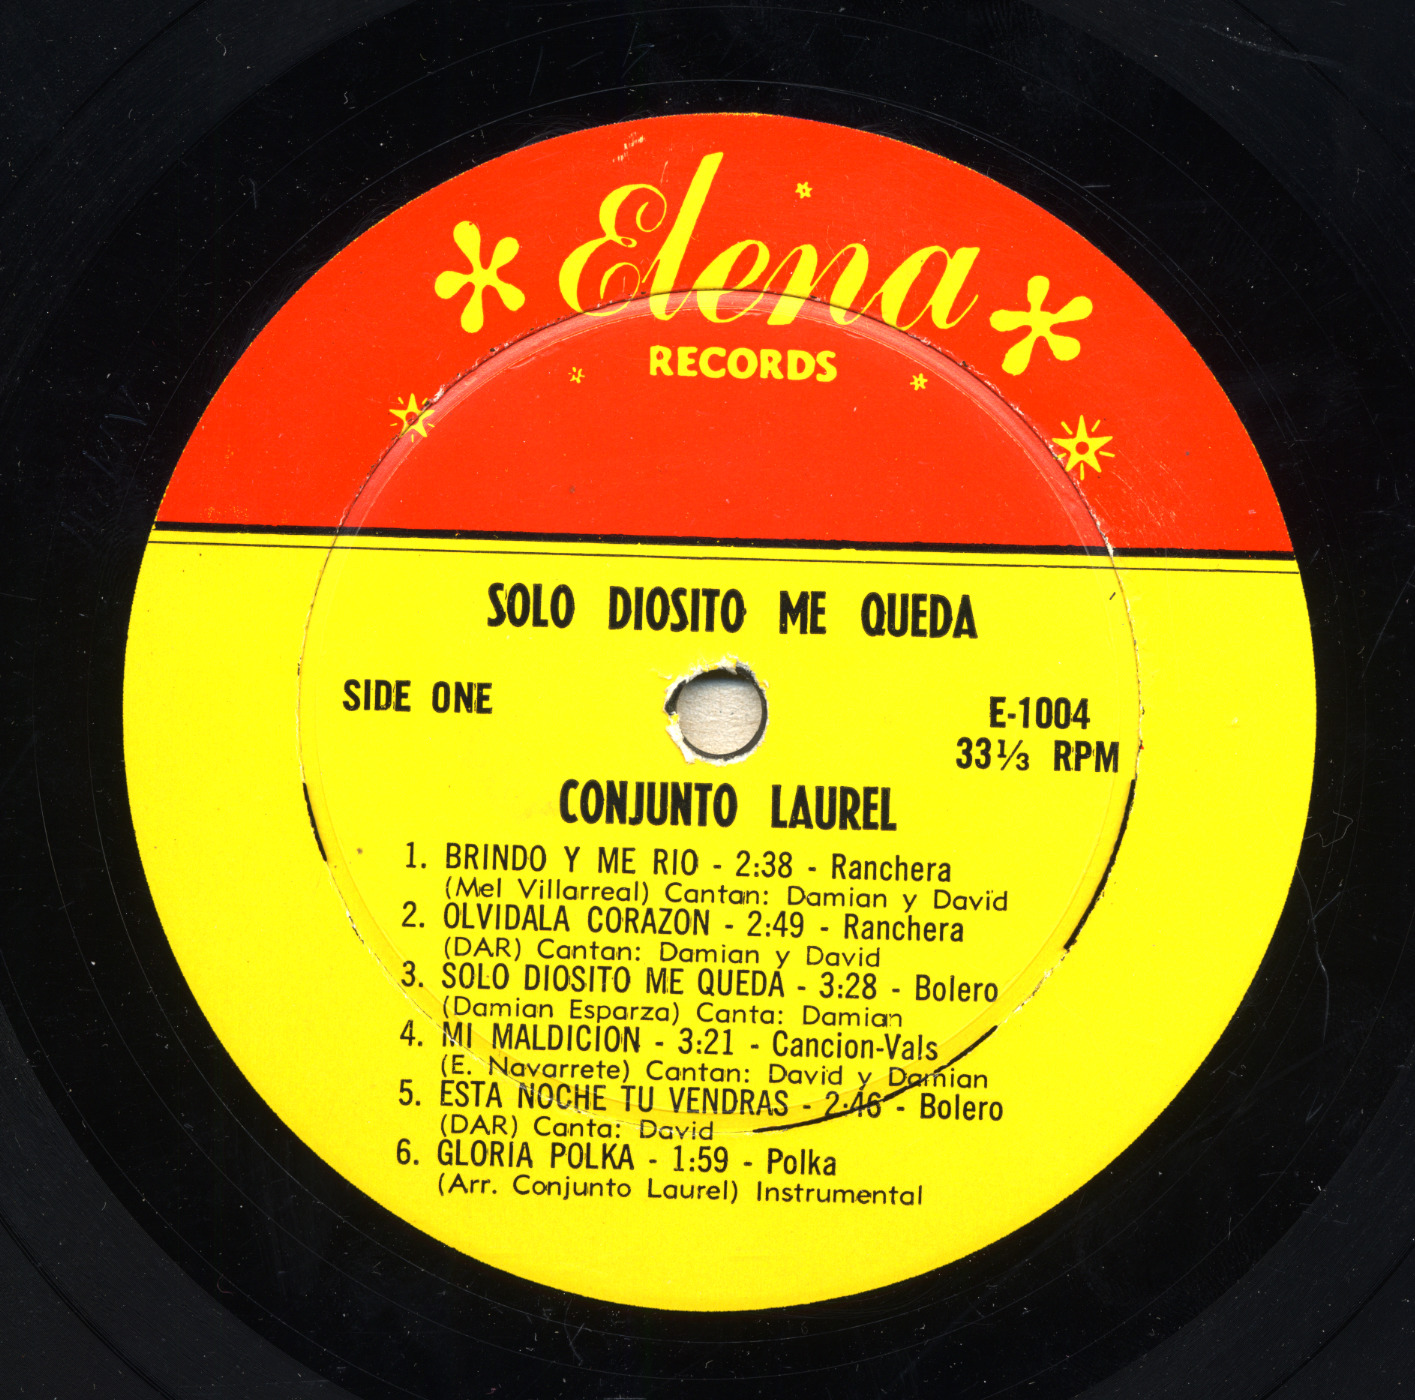 Elena
RECORDS
SOLO DIOSITO ME QUEDA
SIDE ONE
E-1004
33⅓ RPM
CONJUNTO LAUREL
1. BRINDO Y ME RIO - 2:38 - Ranchera
(Mel Villarreal) Cantan: Damian y David
2. OLVIDALA CORAZON - 2:49 - Ranchera
(DAR) Cantan: Damian y David
3. SOLO DIOSITO ME QUEDA - 3:28 - Bolero
(Damian Esparza) Canta: Damian
4. MI MALDICION - 3:21 - Cancion-Vals
(E. Navarrete) Cantan: David y Damian
5. ESTA NOCHE TU VENDRAS - 2:46 - Bolero
(DAR) Canta: David
6. GLORIA POLKA - 1:59 - Polka
(Arr. Conjunto Laurel) Instrumental